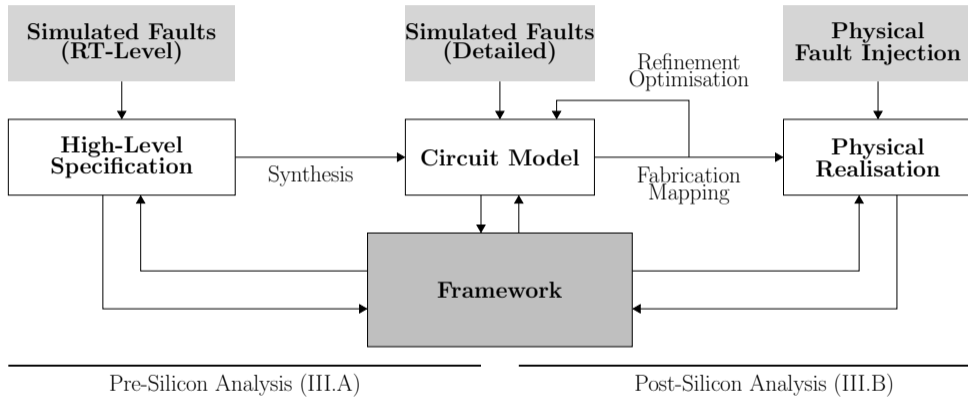 Simulated Faults
(RT-Level)
Simulated Faults
(Detailed)
Physical
Fault Injection
Refinement
Optimisation
High-Level
Specification
Synthesis
Circuit Model
Fabrication
Mapping
Physical
Realisation
Framework
Pre-Silicon Analysis (III.A)
Post-Silicon Analysis (III.B)